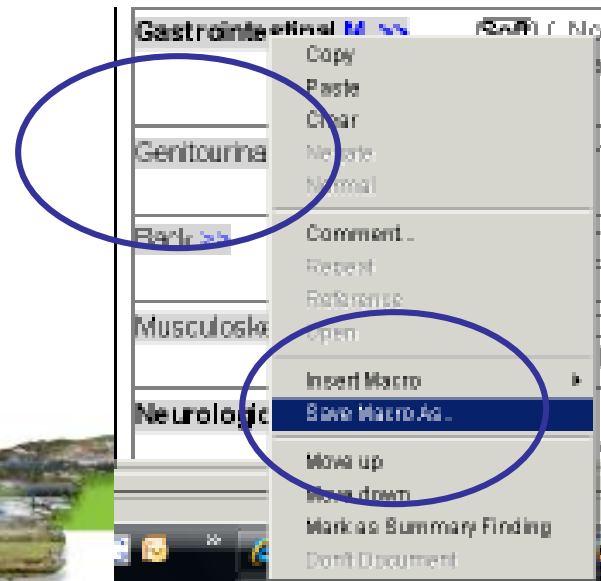 Gastrointestinal M >>
Copy
Paste
Clear
Genitourina
Negate
Normal
Back >>
Comment...
Repeat
Reference
Musculoske
Open
Insert Macro
Neurologic
Save Macro As...
Move up
Move down
Mark as Summary Finding
Don't Document